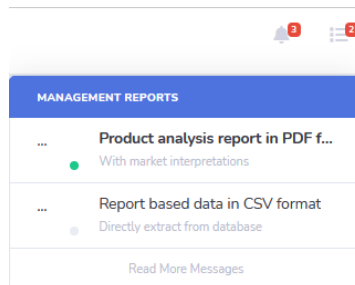 3
2
MANAGEMENT REPORTS
... Product analysis report in PDF f...
With market interpretations
... Report based data in CSV format
Directly extract from database
Read More Messages